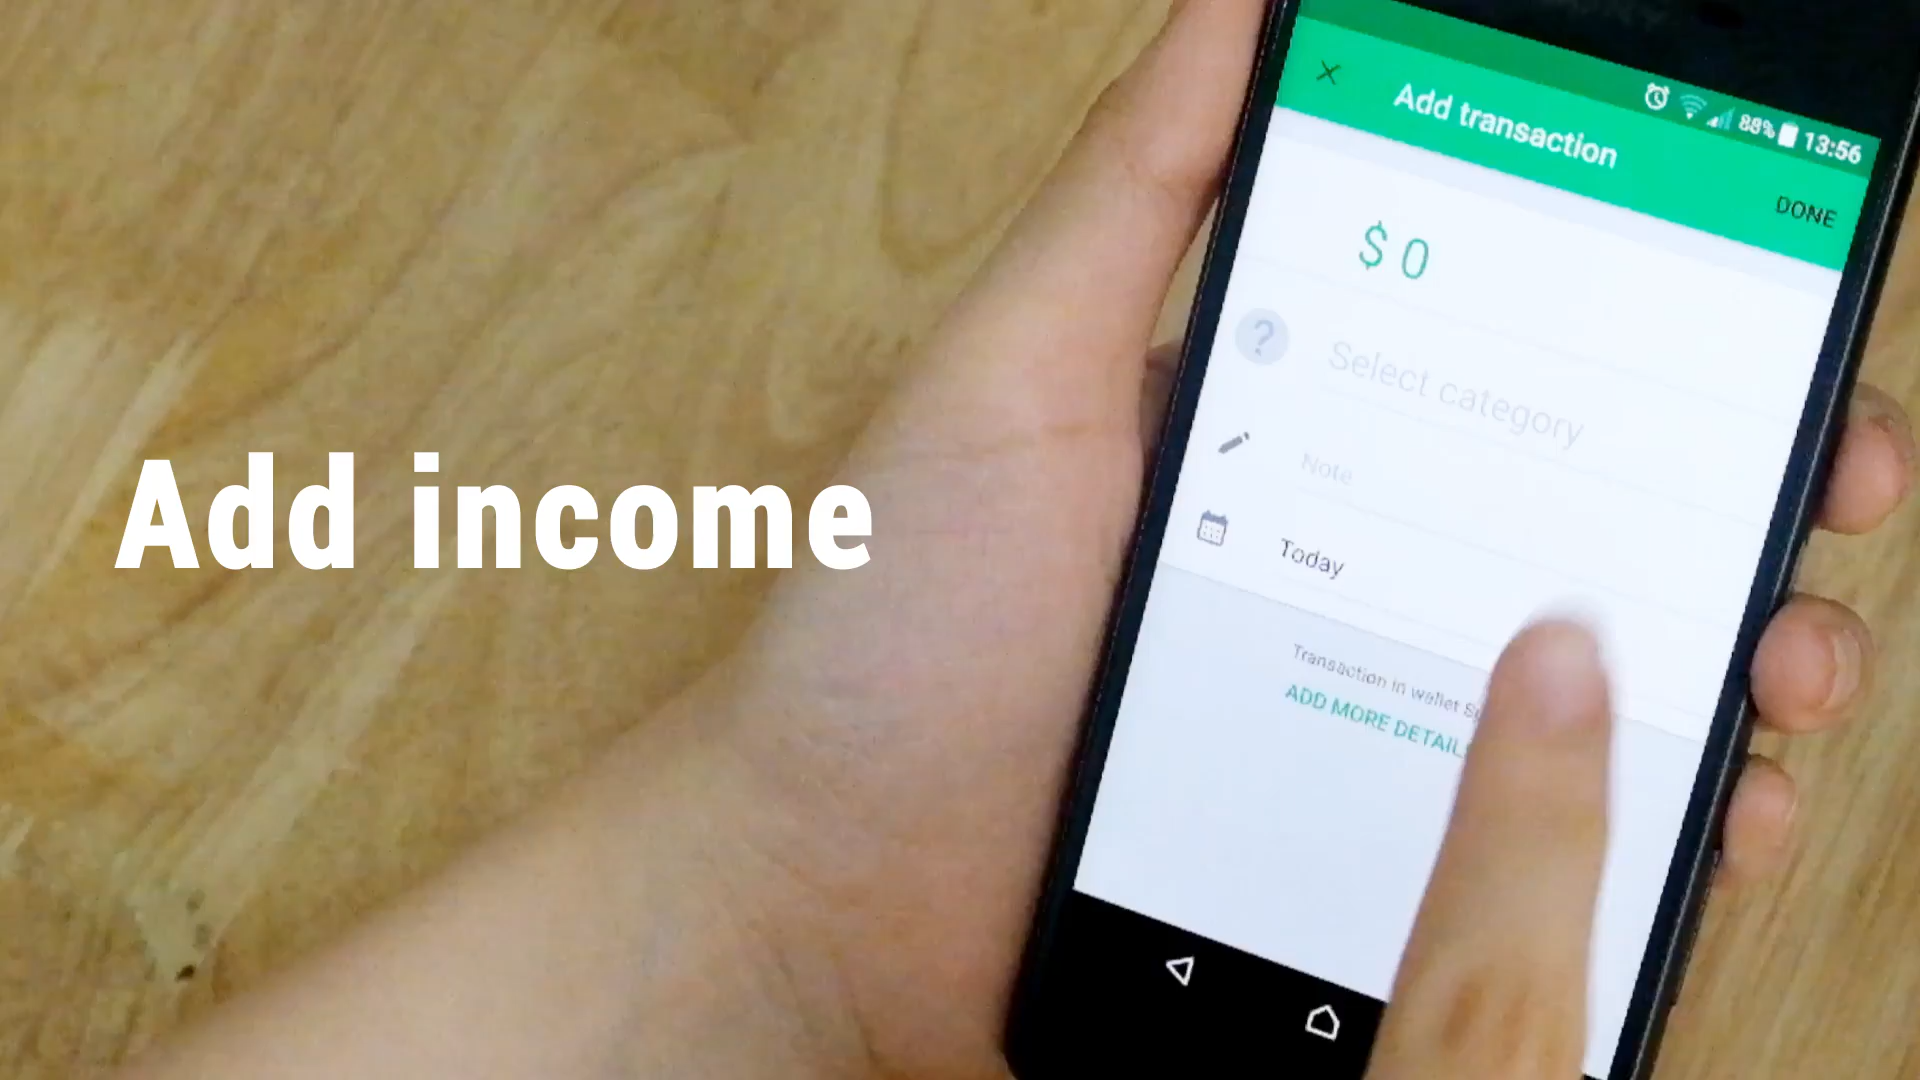 Add income
88% 13:56
Add transaction
DONE
$ 0
?
Select category
Note
Today
Transaction in wallet
ADD MORE DETAIL